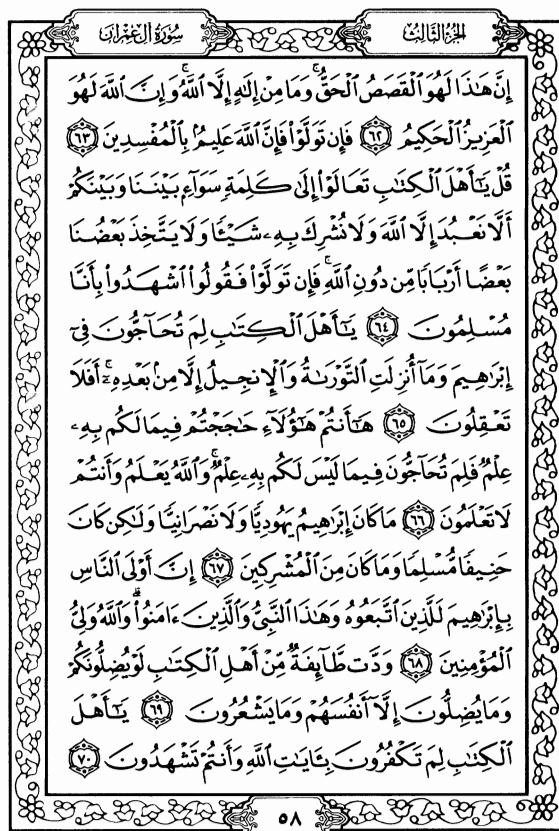 الجزء الثالث
سورة آل عمران
إِنَّ هَٰذَا لَهُوَ ٱلْقَصَصُ ٱلْحَقُّ ۚ وَمَا مِنْ إِلَٰهٍ إِلَّا ٱللَّهُ ۚ وَإِنَّ ٱللَّهَ لَهُوَ
ٱلْعَزِيزُ ٱلْحَكِيمُ ٦٢ فَإِن تَوَلَّوْا۟ فَإِنَّ ٱللَّهَ عَلِيمٌۢ بِٱلْمُفْسِدِينَ ٦٣
قُلْ يَٰٓأَهْلَ ٱلْكِتَٰبِ تَعَالَوْا۟ إِلَىٰ كَلِمَةٍ سَوَآءٍۭ بَيْنَنَا وَبَيْنَكُمْ
أَلَّا نَعْبُدَ إِلَّا ٱللَّهَ وَلَا نُشْرِكَ بِهِۦ شَيْـًٔا وَلَا يَتَّخِذَ بَعْضُنَا
بَعْضًا أَرْبَابًا مِّن دُونِ ٱللَّهِ ۚ فَإِن تَوَلَّوْا۟ فَقُولُوا۟ ٱشْهَدُوا۟ بِأَنَّا
مُسْلِمُونَ ٦٤ يَٰٓأَهْلَ ٱلْكِتَٰبِ لِمَ تُحَآجُّونَ فِىٓ
إِبْرَٰهِيمَ وَمَآ أُنزِلَتِ ٱلتَّوْرَىٰةُ وَٱلْإِنجِيلُ إِلَّا مِنۢ بَعْدِهِۦٓ ۚ أَفَلَا
تَعْقِلُونَ ٦٥ هَٰٓأَنتُمْ هَٰٓؤُلَآءِ حَٰجَجْتُمْ فِيمَا لَكُم بِهِۦ
عِلْمٌ فَلِمَ تُحَآجُّونَ فِيمَا لَيْسَ لَكُم بِهِۦ عِلْمٌ ۚ وَٱللَّهُ يَعْلَمُ وَأَنتُمْ
لَا تَعْلَمُونَ ٦٦ مَا كَانَ إِبْرَٰهِيمُ يَهُودِيًّا وَلَا نَصْرَانِيًّا وَلَٰكِن كَانَ
حَنِيفًا مُّسْلِمًا وَمَا كَانَ مِنَ ٱلْمُشْرِكِينَ ٦٧ إِنَّ أَوْلَى ٱلنَّاسِ
بِإِبْرَٰهِيمَ لَلَّذِينَ ٱتَّبَعُوهُ وَهَٰذَا ٱلنَّبِىُّ وَٱلَّذِينَ ءَامَنُوا۟ ۗ وَٱللَّهُ وَلِىُّ
ٱلْمُؤْمِنِينَ ٦٨ وَدَّت طَّآئِفَةٌ مِّنْ أَهْلِ ٱلْكِتَٰبِ لَوْ يُضِلُّونَكُمْ
وَمَا يُضِلُّونَ إِلَّآ أَنفُسَهُمْ وَمَا يَشْعُرُونَ ٦٩ يَٰٓأَهْلَ
ٱلْكِتَٰبِ لِمَ تَكْفُرُونَ بِـَٔايَٰتِ ٱللَّهِ وَأَنتُمْ تَشْهَدُونَ ٧٠
٥٨